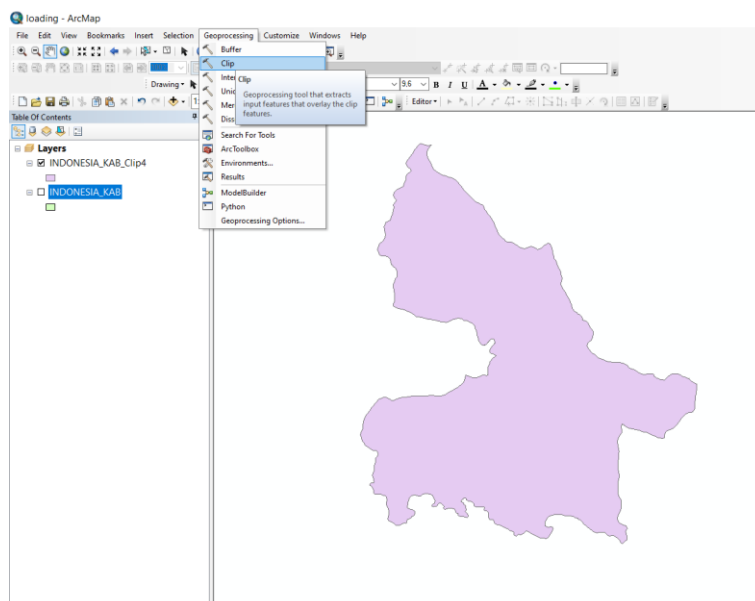 loading - ArcMap
File Edit View Bookmarks Insert Selection Geoprocessing Customize Windows Help
Buffer
Clip
Clip
Geoprocessing tool that extracts
input features that overlay the clip
features.
Drawing
9,6 B I U A
Editor
Table Of Contents
Layers
INDONESIA_KAB_Clip4
INDONESIA_KAB
Search For Tools
ArcToolbox
Environments...
Results
ModelBuilder
Python
Geoprocessing Options...